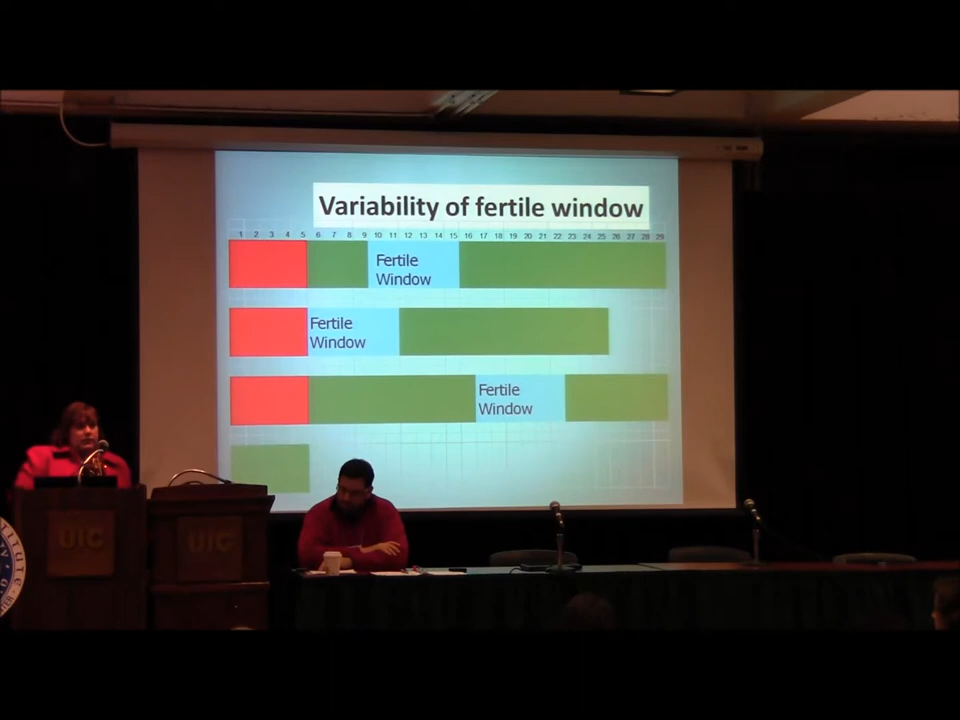 Variability of fertile window
1 2 3 4 5 6 7 8 9 10 11 12 13 14 15 16 17 18 19 20 21 22 23 24 25 26 27 28 29
Fertile
Window
Fertile
Window
Fertile
Window
UIC
UIC